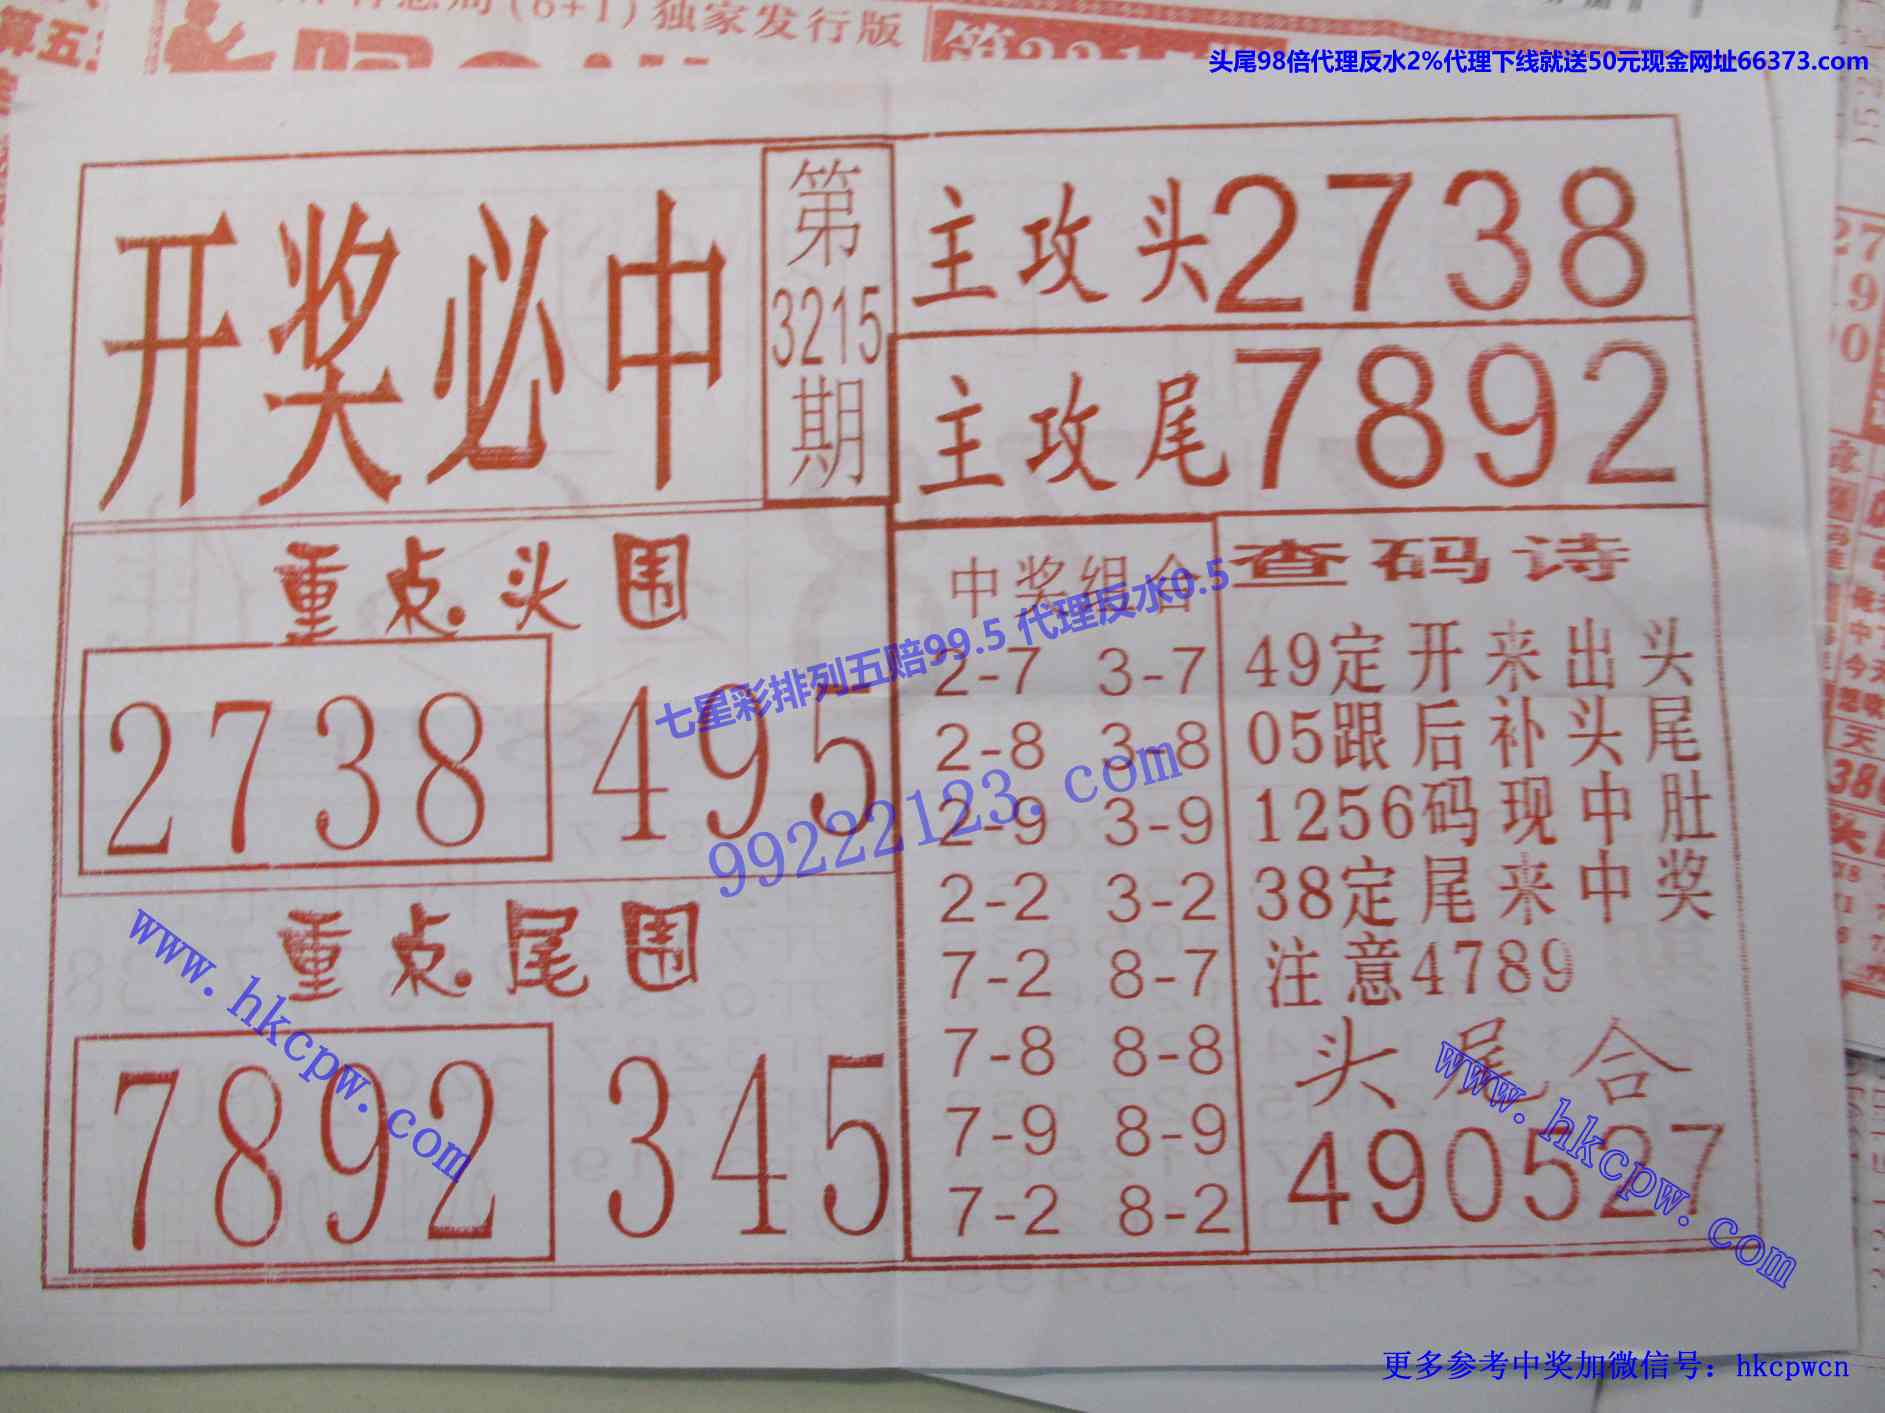 (6+1)独家发行版
算五
头尾98倍代理反水2%代理下线就送50元现金网址66373.com
开奖必中
第
3215
期
主攻头2738
主攻尾7892
重点.头围
2738 495
重点.尾围
7892 345
中奖组合
2-7 3-7
2-8 3-8
2-9 3-9
2-2 3-2
7-2 8-7
7-8 8-8
7-9 8-9
7-2 8-2
查码诗
49定开来出头
05跟后补头尾
1256码现中肚
38定尾来中奖
注意4789
头尾合
490527
七星彩排列五赔99.5 代理反水0.5
99222123.com
www.hkcpw.com
www.hkcpw.com
更多参考中奖加微信号：hkcpwcn